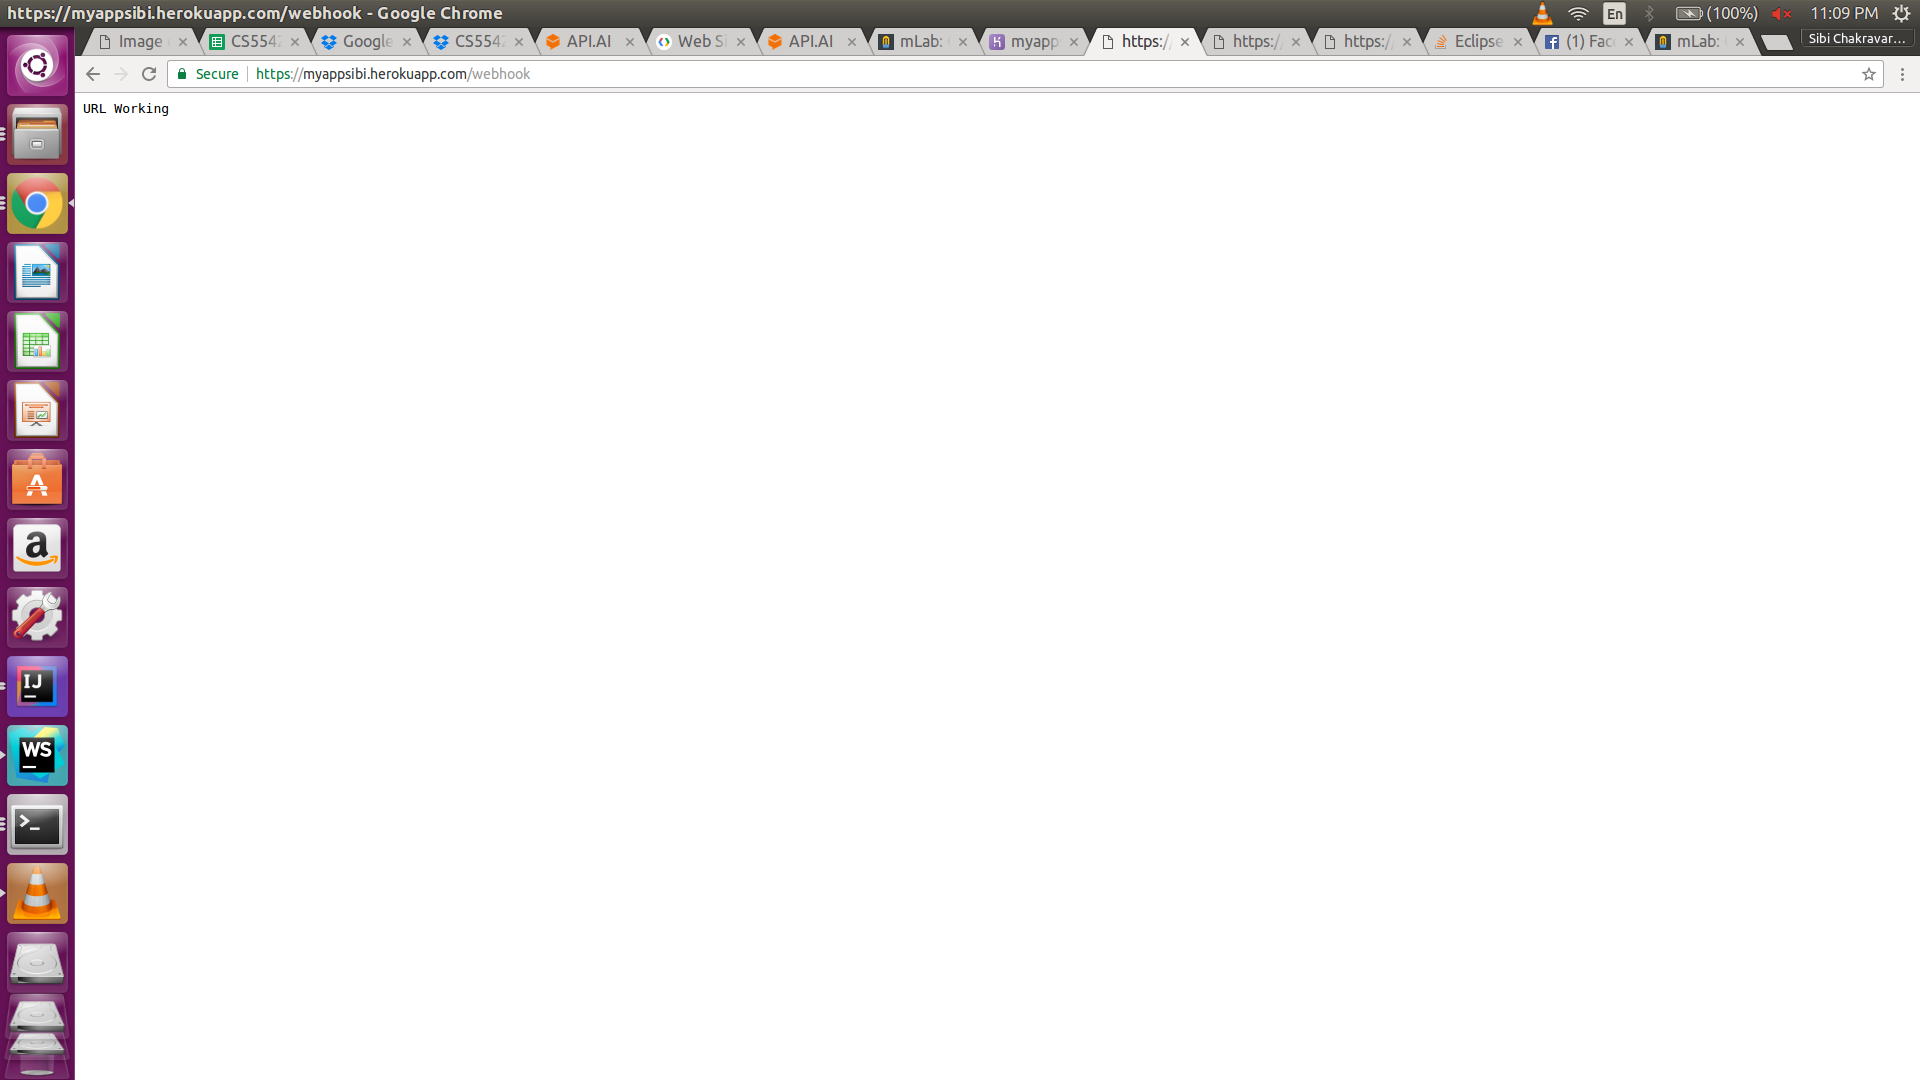 https://myappsibi.herokuapp.com/webhook - Google Chrome
En
(100%)
11:09 PM
Image
CS554
Google
CS554
API.AI
Web S
API.AI
mLab:
myapp
https:/
https:/
https:/
Eclipse
(1) Fac
mLab:
Sibi Chakravar...
Secure
https://myappsibi.herokuapp.com/webhook
URL Working
A
a
IJ
WS
>_